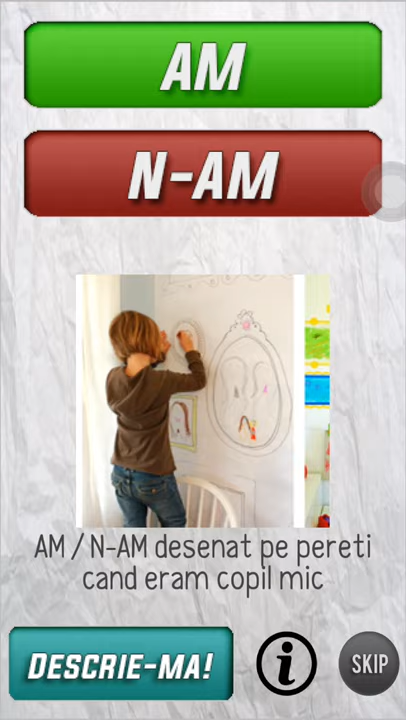 AM
N-AM
AM / N-AM desenat pe pereti
cand eram copil mic
DESCRIE-MA!
i
SKIP